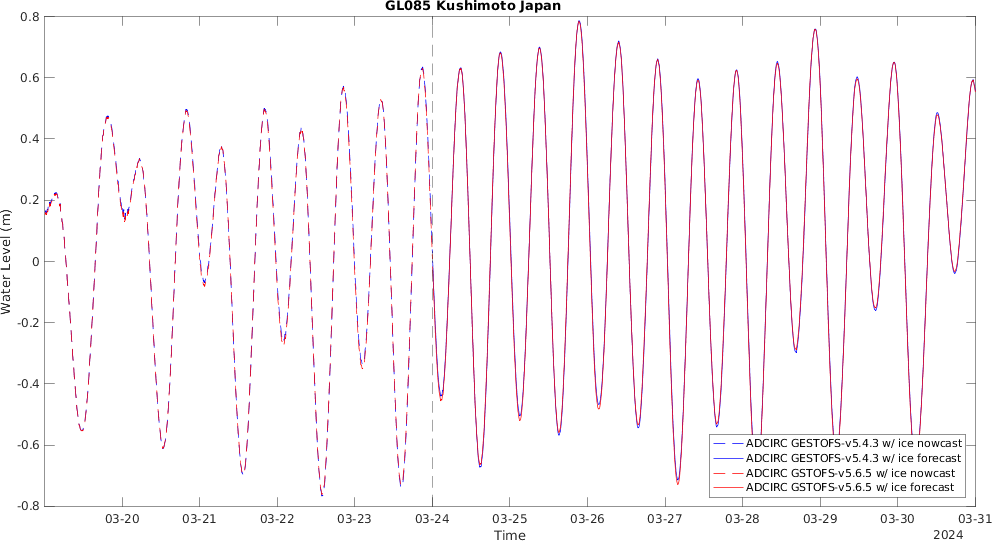 GL085 Kushimoto Japan
Water Level (m)
0.8
0.6
0.4
0.2
0
-0.2
-0.4
-0.6
-0.8
ADCIRC GESTOFS-v5.4.3 w/ ice nowcast
ADCIRC GESTOFS-v5.4.3 w/ ice forecast
ADCIRC GSTOFS-v5.6.5 w/ ice nowcast
ADCIRC GSTOFS-v5.6.5 w/ ice forecast
03-20 03-21 03-22 03-23 03-24 03-25 03-26 03-27 03-28 03-29 03-30 03-31
Time
2024